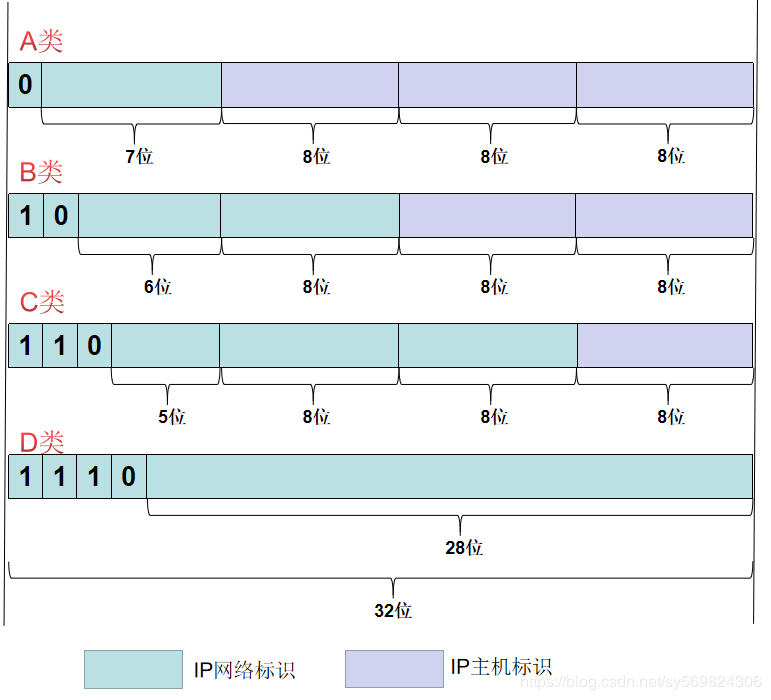 A类
0
7位 8位 8位 8位
B类
1 0
6位 8位 8位 8位
C类
1 1 0
5位 8位 8位 8位
D类
1 1 1 0
28位
32位
IP网络标识 IP主机标识
https://blog.csdn.net/sy569824306